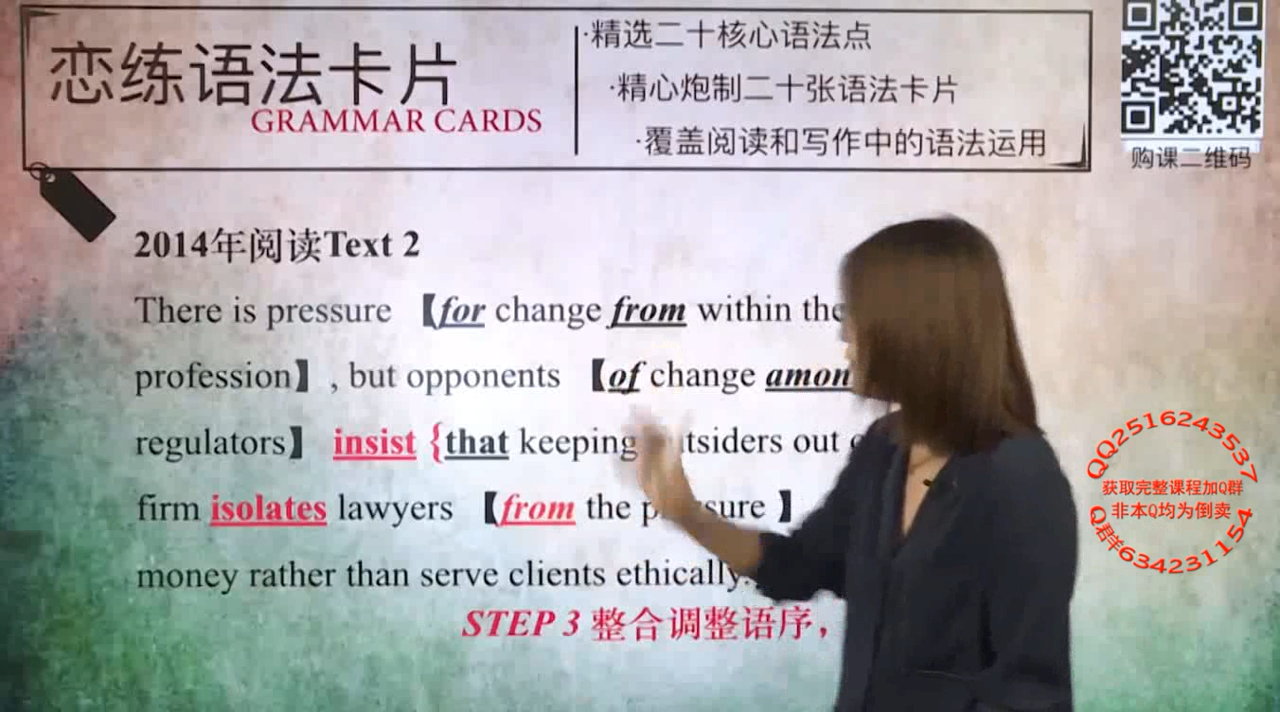 恋练语法卡片
GRAMMAR CARDS
·精选二十核心语法点
·精心炮制二十张语法卡片
·覆盖阅读和写作中的语法运用
购课二维码
2014年阅读Text 2
There is pressure 【for change from within the
profession】 , but opponents 【of change
regulators】 insist {that keeping out
firm isolates lawyers 【from the 】
money rather than serve clients ethically.
STEP 3 整合调整语序，
QQ2516243537
获取完整课程加Q群
非本Q均为倒卖
Q群634231154